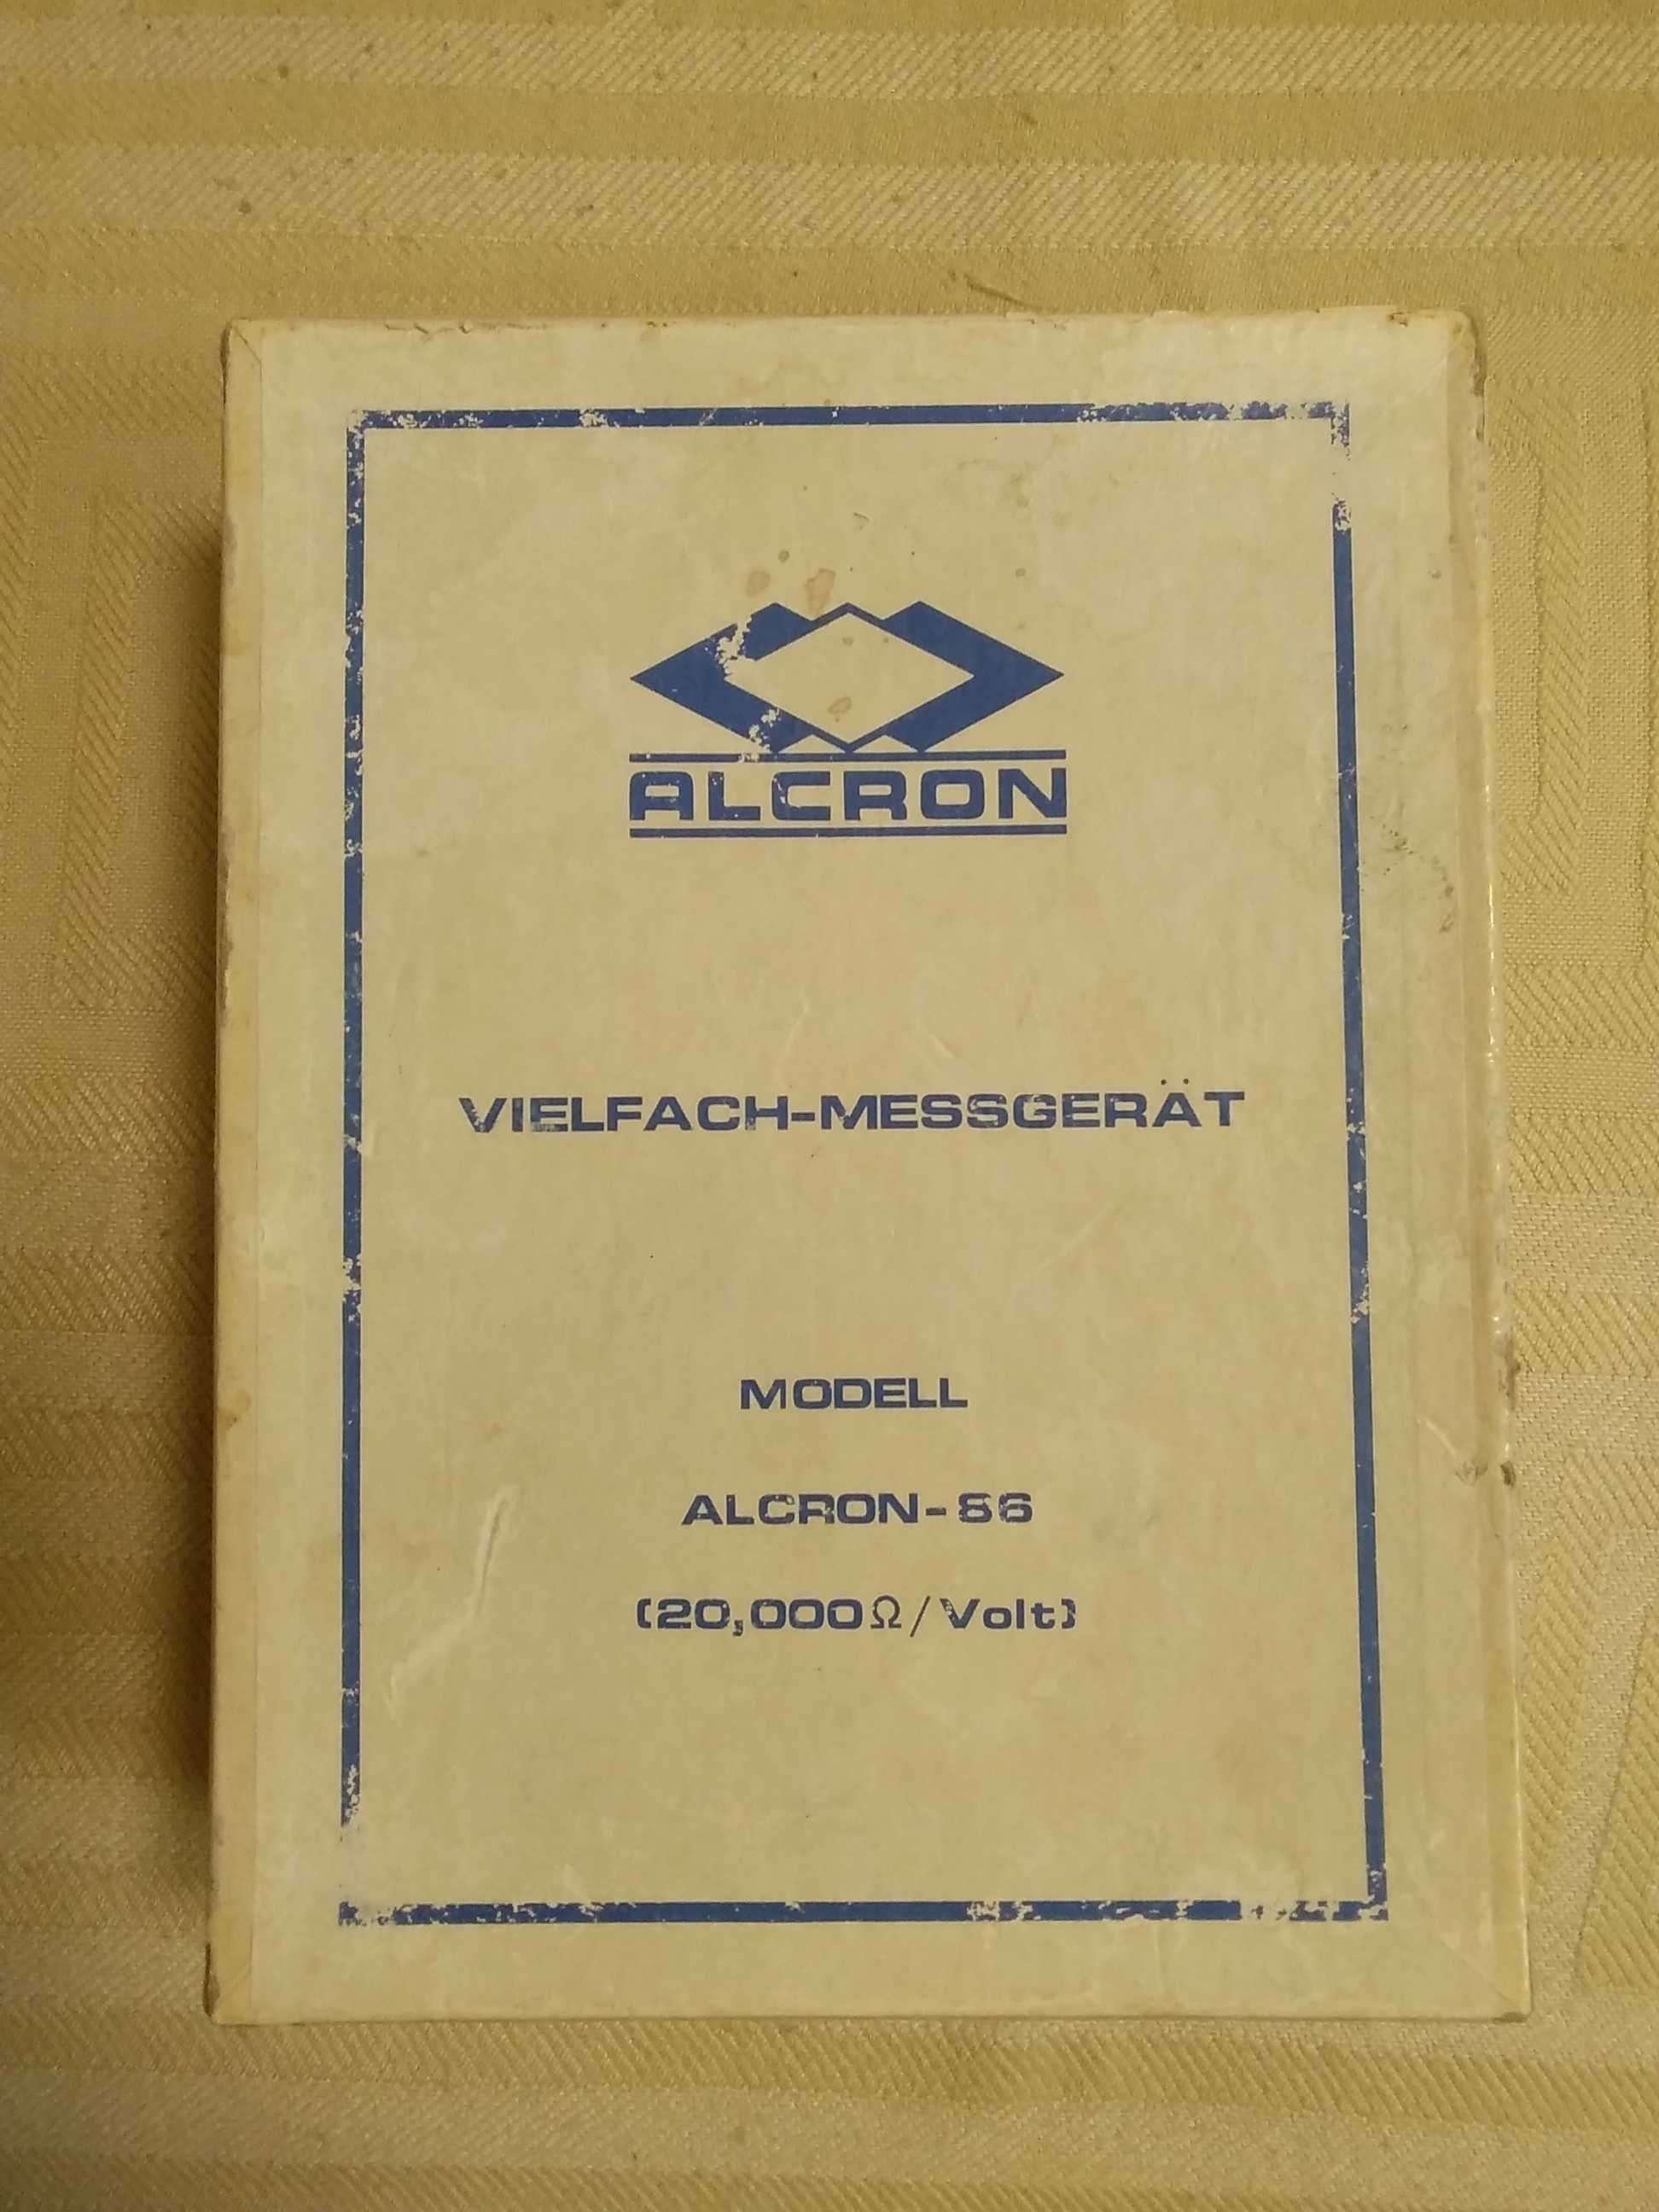 ALCRON
VIELFACH-MESSGERÄT
MODELL
ALCRON-86
(20,000Ω/Volt)